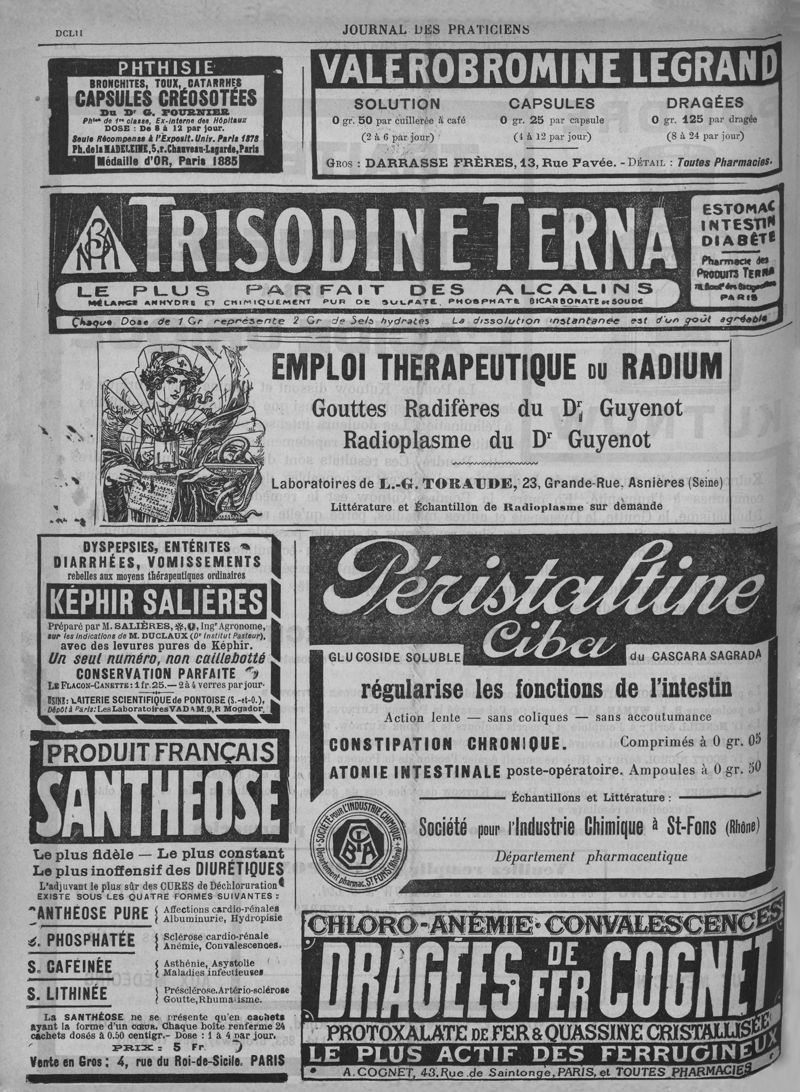 DCLII
JOURNAL DES PRATICIENS
PHTHISIE
BRONCHITES, TOUX, CATARRHES
CAPSULES CRÉOSOTÉES
Du Dr G. FOURNIER
Phien de 1re classe, Ex-interne des Hôpitaux
DOSE : De 8 à 12 par jour.
Seule Récompense à l'Exposit. Univ. Paris 1878
Ph. de la MADELEINE, 5, r. Chauveau-Lagarde, Paris
Médaille d'OR, Paris 1885
VALEROBROMINE LEGRAND
SOLUTION
0 gr. 50 par cuillerée à café
(2 à 6 par jour)
CAPSULES
0 gr. 25 par capsule
(4 à 12 par jour)
DRAGÉES
0 gr. 125 par dragée
(8 à 24 par jour)
GROS : DARRASSE FRÈRES, 13, Rue Pavée. - DÉTAIL : Toutes Pharmacies.
TRISODINE TERNA
LE PLUS PARFAIT DES ALCALINS
MÉLANGE ANHYDRE ET CHIMIQUEMENT PUR DE SULFATE, PHOSPHATE BICARBONATE DE SOUDE
ESTOMAC
INTESTIN
DIABÈTE
Pharmacie des
PRODUITS TERNA
PARIS
Chaque Dose de 1 Gr représente 2 Gr de Sels hydratés La dissolution instantanée est d'un goût agréable
EMPLOI THERAPEUTIQUE DU RADIUM
Gouttes Radifères du Dr Guyenot
Radioplasme du Dr Guyenot
Laboratoires de L.-G. TORAUDE, 23, Grande-Rue, Asnières (Seine)
Littérature et Échantillon de Radioplasme sur demande
DYSPEPSIES, ENTÉRITES
DIARRHÉES, VOMISSEMENTS
rebelles aux moyens thérapeutiques ordinaires
KÉPHIR SALIÈRES
Préparé par M. SALIÈRES, Ingr Agronome,
sur les indications de M. DUCLAUX (Dr Institut Pasteur),
avec des levures pures de Képhir.
Un seul numéro, non caillebotté
CONSERVATION PARFAITE
LE FLACON-CANETTE : 1 fr. 25. — 2 à 4 verres par jour
USINE : LAITERIE SCIENTIFIQUE DE PONTOISE (S.-et-O.),
Dépôt à Paris: Les Laboratoires VADAM, 9, R Mogador
Péristaltine
Ciba
GLUCOSIDE SOLUBLE du CASCARA SAGRADA
régularise les fonctions de l'intestin
Action lente — sans coliques — sans accoutumance
CONSTIPATION CHRONIQUE. Comprimés à 0 gr. 05
ATONIE INTESTINALE poste-opératoire. Ampoules à 0 gr. 50
Échantillons et Littérature :
Société pour l'Industrie Chimique à St-Fons (Rhône)
Département pharmaceutique
SOCIÉTÉ POUR L'INDUSTRIE CHIMIQUE
Département pharmac. ST FONS (Rhône)
CIBA
PRODUIT FRANÇAIS
SANTHEOSE
Le plus fidèle — Le plus constant
Le plus inoffensif des DIURÉTIQUES
L'adjuvant le plus sûr des CURES de Déchloruration
EXISTE SOUS LES QUATRE FORMES SUIVANTES :
ANTHÉOSE PURE { Affections cardio-rénales
Albuminurie, Hydropisie
S. PHOSPHATÉE { Sclérose cardio-rénale
Anémie, Convalescences.
S. CAFÉINÉE { Asthénie, Asystolie
Maladies infectieuses
S. LITHINÉE { Présclérose. Artério-sclérose
Goutte, Rhumatisme.
La SANTHÉOSE ne se présente qu'en cachets
ayant la forme d'un cœur. Chaque boîte renferme 24
cachets dosés à 0.50 centigr.- Dose : 1 à 4 par jour.
PRIX : 5 Fr.
Vente en Gros : 4, rue du Roi-de-Sicile. PARIS
CHLORO-ANÉMIE · CONVALESCENCES
DRAGÉES DE FER COGNET
PROTOXALATE DE FER & QUASSINE CRISTALLISÉE
LE PLUS ACTIF DES FERRUGINEUX
A. COGNET, 43, Rue de Saintonge, PARIS, et TOUTES PHARMACIES